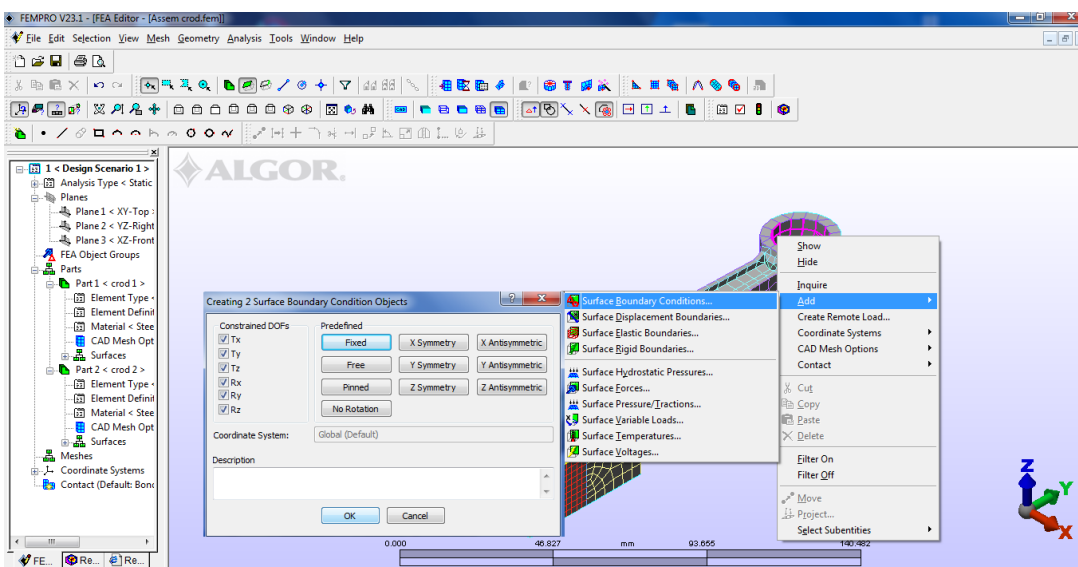 FEMPRO V23.1 - [FEA Editor - [Assem crod.fem]]
File Edit Selection View Mesh Geometry Analysis Tools Window Help
ALGOR.
1 < Design Scenario 1 >
Analysis Type < Static
Planes
Plane 1 < XY-Top >
Plane 2 < YZ-Right
Plane 3 < XZ-Front
FEA Object Groups
Parts
Part 1 < crod 1 >
Element Type <
Element Definit
Material < Stee
CAD Mesh Opt
Surfaces
Part 2 < crod 2 >
Element Type <
Element Definit
Material < Stee
CAD Mesh Opt
Surfaces
Meshes
Coordinate Systems
Contact (Default: Bond
FE...
Re...
Re...
Creating 2 Surface Boundary Condition Objects
Constrained DOFs
Tx
Ty
Tz
Rx
Ry
Rz
Predefined
Fixed X Symmetry X Antisymmetric
Free Y Symmetry Y Antisymmetric
Pinned Z Symmetry Z Antisymmetric
No Rotation
Coordinate System: Global (Default)
Description
OK Cancel
Surface Boundary Conditions...
Surface Displacement Boundaries...
Surface Elastic Boundaries...
Surface Rigid Boundaries...
Surface Hydrostatic Pressures...
Surface Forces...
Surface Pressure/Tractions...
Surface Variable Loads...
Surface Temperatures...
Surface Voltages...
Show
Hide
Inquire
Add
Create Remote Load...
Coordinate Systems
CAD Mesh Options
Contact
Cut
Copy
Paste
Delete
Filter On
Filter Off
Move
Project...
Select Subentities
Z
Y
X
0.000 46.827 mm 93.655 140.482